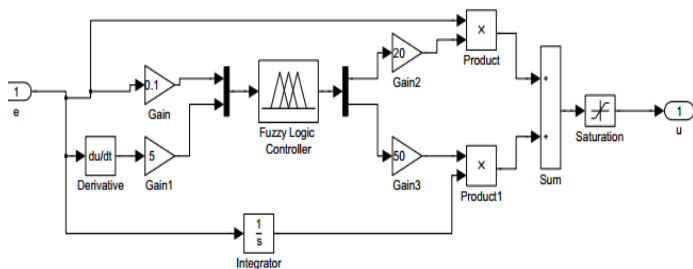 1
e
0.1
Gain
du/dt
Derivative
5
Gain1
Fuzzy Logic
Controller
20
Gain2
50
Gain3
x
Product
x
Product1
1
s
Integrator
+
+
Sum
Saturation
1
u